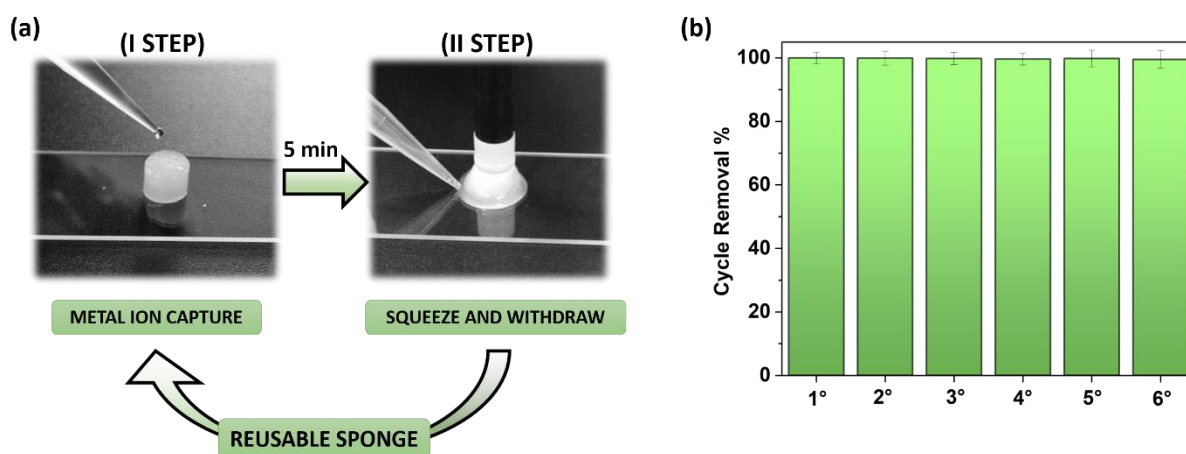 (a)
(I STEP)
(II STEP)
5 min
METAL ION CAPTURE
SQUEEZE AND WITHDRAW
REUSABLE SPONGE
(b)
Cycle Removal %
100
80
60
40
20
0
1° 2° 3° 4° 5° 6°